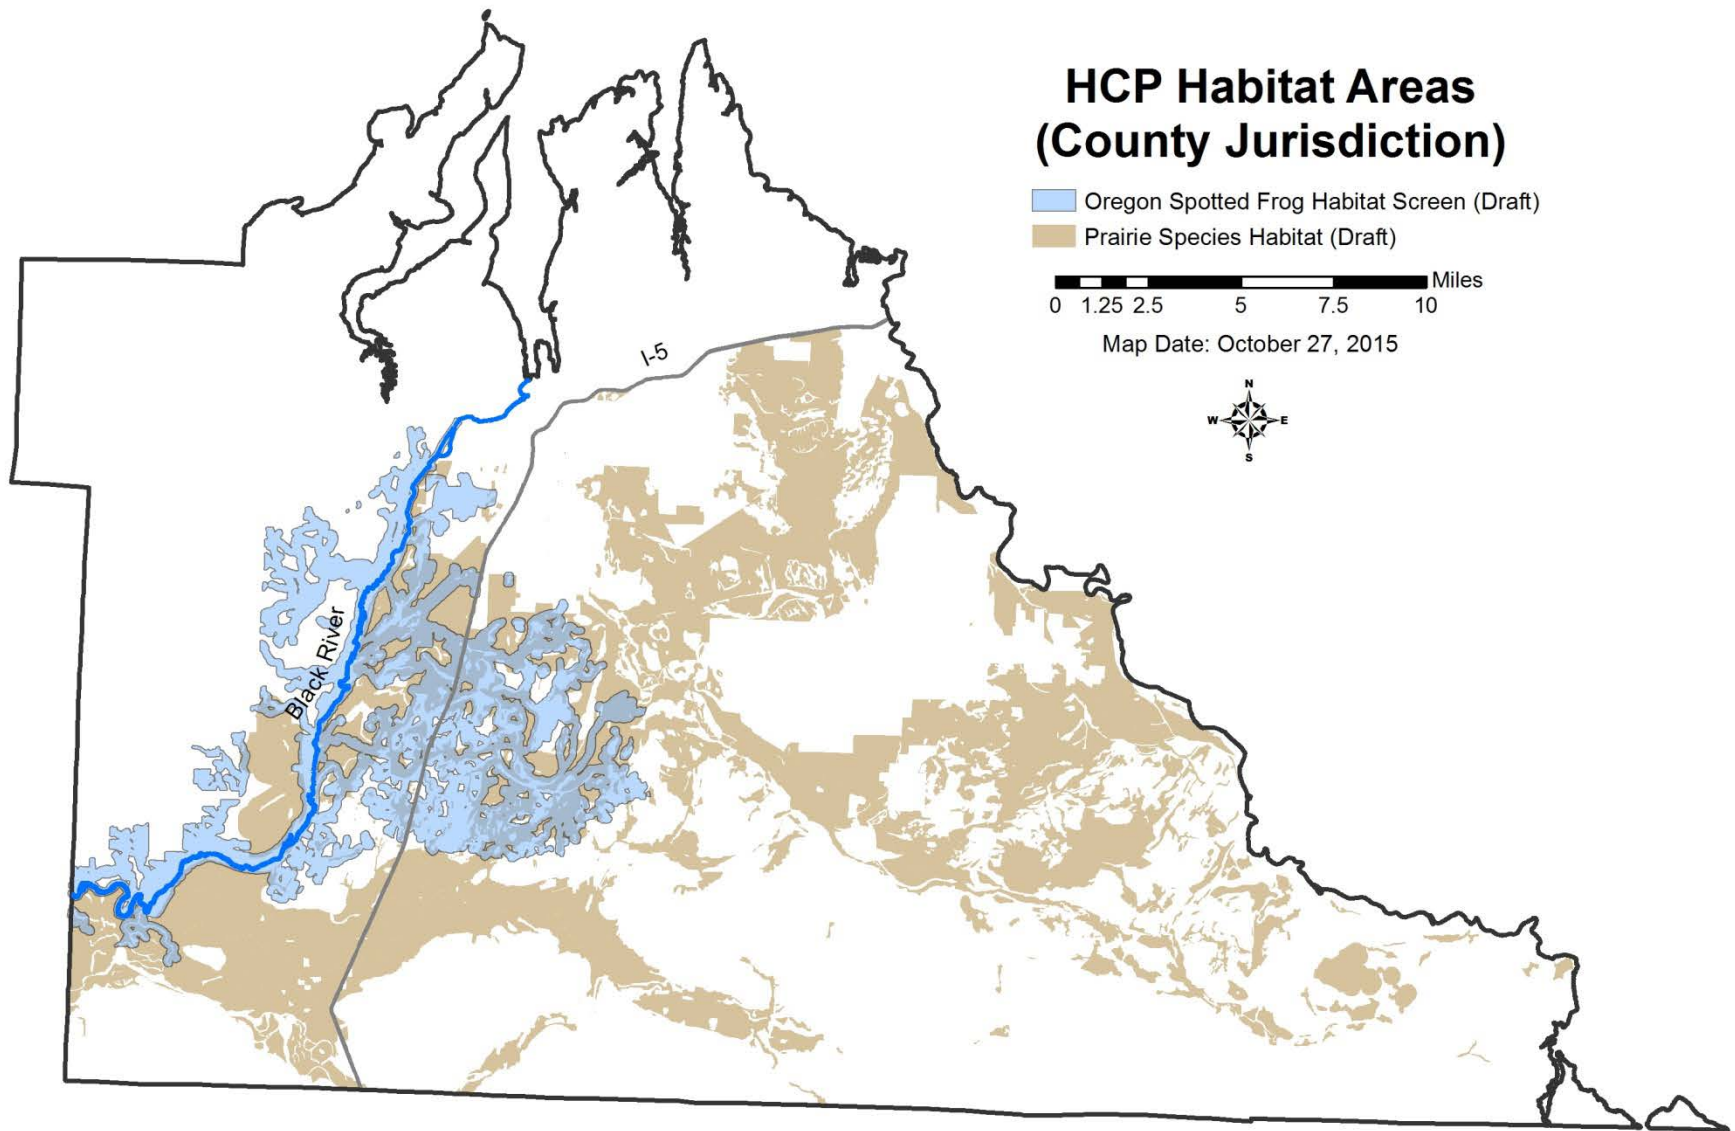 HCP Habitat Areas
(County Jurisdiction)
Oregon Spotted Frog Habitat Screen (Draft)
Prairie Species Habitat (Draft)
Miles
0 1.25 2.5 5 7.5 10
Map Date: October 27, 2015
N
W E
S
I-5
Black River